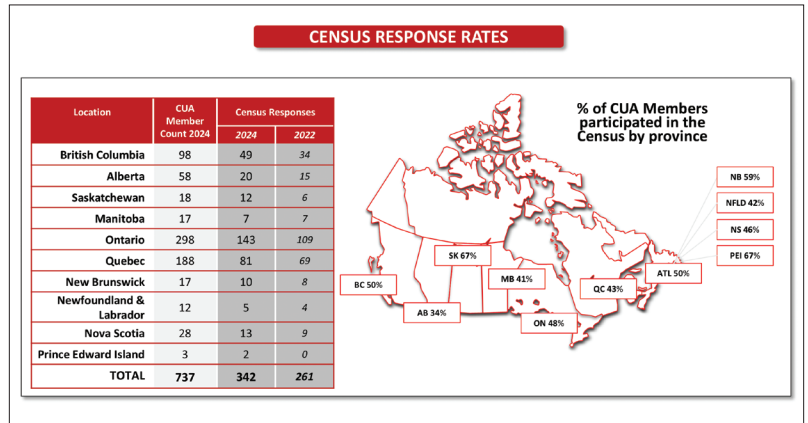 CENSUS RESPONSE RATES
Location
CUA
Member
Count 2024
Census Responses
2024 2022
British Columbia 98 49 34
Alberta 58 20 15
Saskatchewan 18 12 6
Manitoba 17 7 7
Ontario 298 143 109
Quebec 188 81 69
New Brunswick 17 10 8
Newfoundland &
Labrador 12 5 4
Nova Scotia 28 13 9
Prince Edward Island 3 2 0
TOTAL 737 342 261
% of CUA Members
participated in the
Census by province
NB 59%
NFLD 42%
NS 46%
PEI 67%
ATL 50%
SK 67%
MB 41%
BC 50%
QC 43%
AB 34%
ON 48%